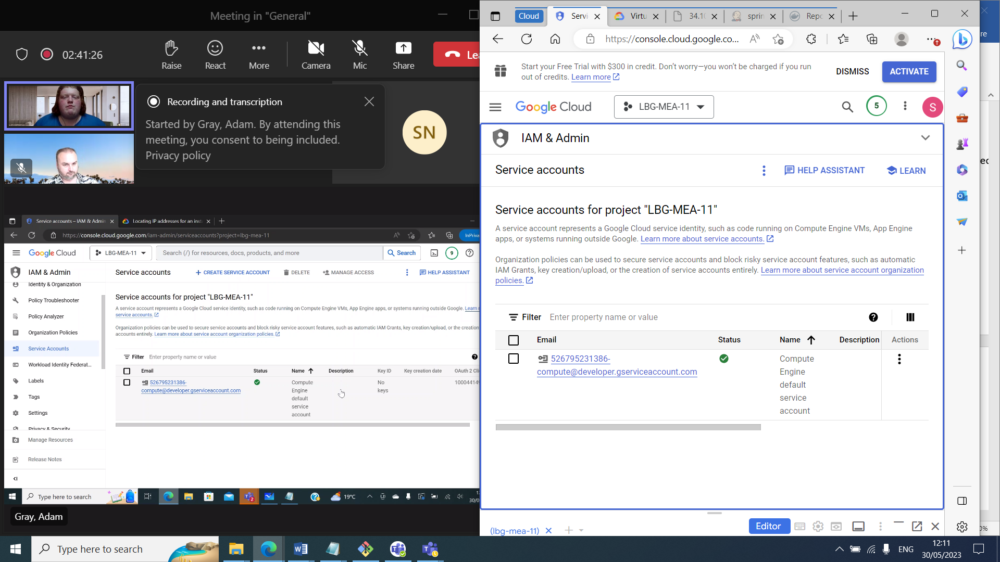 Meeting in "General"
02:41:26
Raise
React
More
Camera
Mic
Share
Recording and transcription
Started by Gray, Adam. By attending this
meeting, you consent to being included.
Privacy policy
SN
Service accounts – IAM & Admin
Locating IP addresses for an inst
https://console.cloud.google.com/iam-admin/serviceaccounts?project=lbg-mea-11
Google Cloud
LBG-MEA-11
Search (/) for resources, docs, products, and more
Search
9
IAM & Admin
Identity & Organization
Policy Troubleshooter
Policy Analyzer
Organization Policies
Service Accounts
Workload Identity Federat...
Labels
Tags
Settings
Privacy & Security
Manage Resources
Release Notes
Service accounts
CREATE SERVICE ACCOUNT
DELETE
MANAGE ACCESS
HELP ASSISTANT
Service accounts for project "LBG-MEA-11"
A service account represents a Google Cloud service identity, such as code running on Compute Engine VMs, App Engine apps, or systems running outside Google. Learn
service accounts.
Organization policies can be used to secure service accounts and block risky service account features, such as automatic IAM Grants, key creation/upload, or the creation
accounts entirely. Learn more about service account organization policies.
Filter Enter property name or value
Email Status Name Description Key ID Key creation date OAuth 2 Cli
526795231386-
compute@developer.gserviceaccount.com
Compute
Engine
default
service
account
No
keys
1000441
Type here to search
2
19°C
30/0
Gray, Adam
Cloud
Servi
Virtu
34.1
sprin
Repo
https://console.cloud.google.co...
Start your Free Trial with $300 in credit. Don't worry—you won't be charged if you run
out of credits. Learn more
DISMISS
ACTIVATE
Google Cloud
LBG-MEA-11
5
S
IAM & Admin
Service accounts
HELP ASSISTANT
LEARN
Service accounts for project "LBG-MEA-11"
A service account represents a Google Cloud service identity, such as code running on Compute Engine VMs, App Engine
apps, or systems running outside Google. Learn more about service accounts.
Organization policies can be used to secure service accounts and block risky service account features, such as automatic
IAM Grants, key creation/upload, or the creation of service accounts entirely. Learn more about service account organization
policies.
Filter Enter property name or value
Email Status Name Description Actions
526795231386-
compute@developer.gserviceaccount.com
Compute
Engine
default
service
account
(lbg-mea-11)
Editor
Type here to search
ENG
12:11
30/05/2023